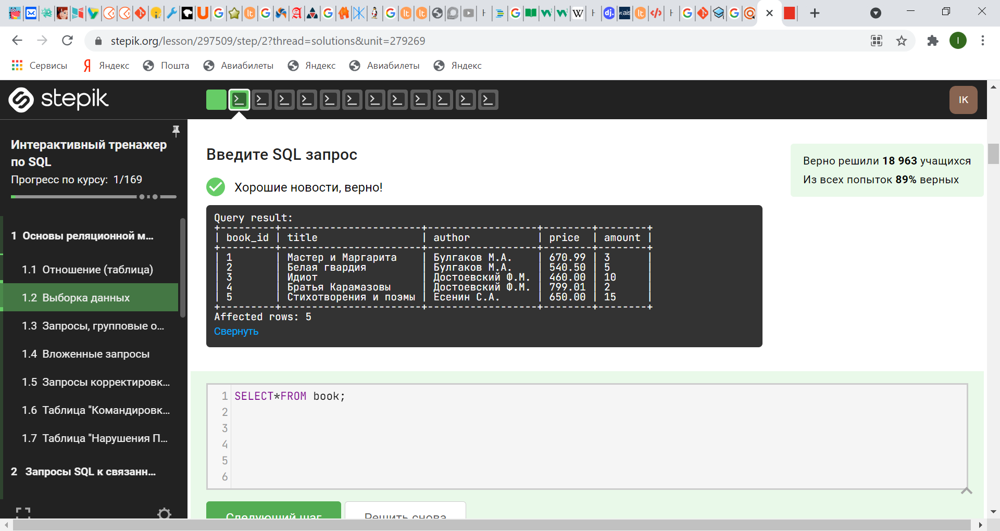 stepik.org/lesson/297509/step/2?thread=solutions&unit=279269
I
Сервисы Яндекс Пошта Авиабилеты Яндекс Авиабилеты Яндекс
stepik
IK
Интерактивный тренажер
по SQL
Прогресс по курсу: 1/169
1 Основы реляционной м...
1.1 Отношение (таблица)
1.2 Выборка данных
1.3 Запросы, групповые о...
1.4 Вложенные запросы
1.5 Запросы корректировк...
1.6 Таблица "Командировк...
1.7 Таблица "Нарушения П...
2 Запросы SQL к связанн...
Введите SQL запрос
Хорошие новости, верно!
Верно решили 18 963 учащихся
Из всех попыток 89% верных
Query result:
+---------+-----------------------+------------------+--------+--------+
| book_id | title | author | price | amount |
+---------+-----------------------+------------------+--------+--------+
| 1 | Мастер и Маргарита | Булгаков М.А. | 670.99 | 3 |
| 2 | Белая гвардия | Булгаков М.А. | 540.50 | 5 |
| 3 | Идиот | Достоевский Ф.М. | 460.00 | 10 |
| 4 | Братья Карамазовы | Достоевский Ф.М. | 799.01 | 2 |
| 5 | Стихотворения и поэмы | Есенин С.А. | 650.00 | 15 |
+---------+-----------------------+------------------+--------+--------+
Affected rows: 5
Свернуть
1 SELECT*FROM book;
2
3
4
5
6
Следующий шаг Решить снова